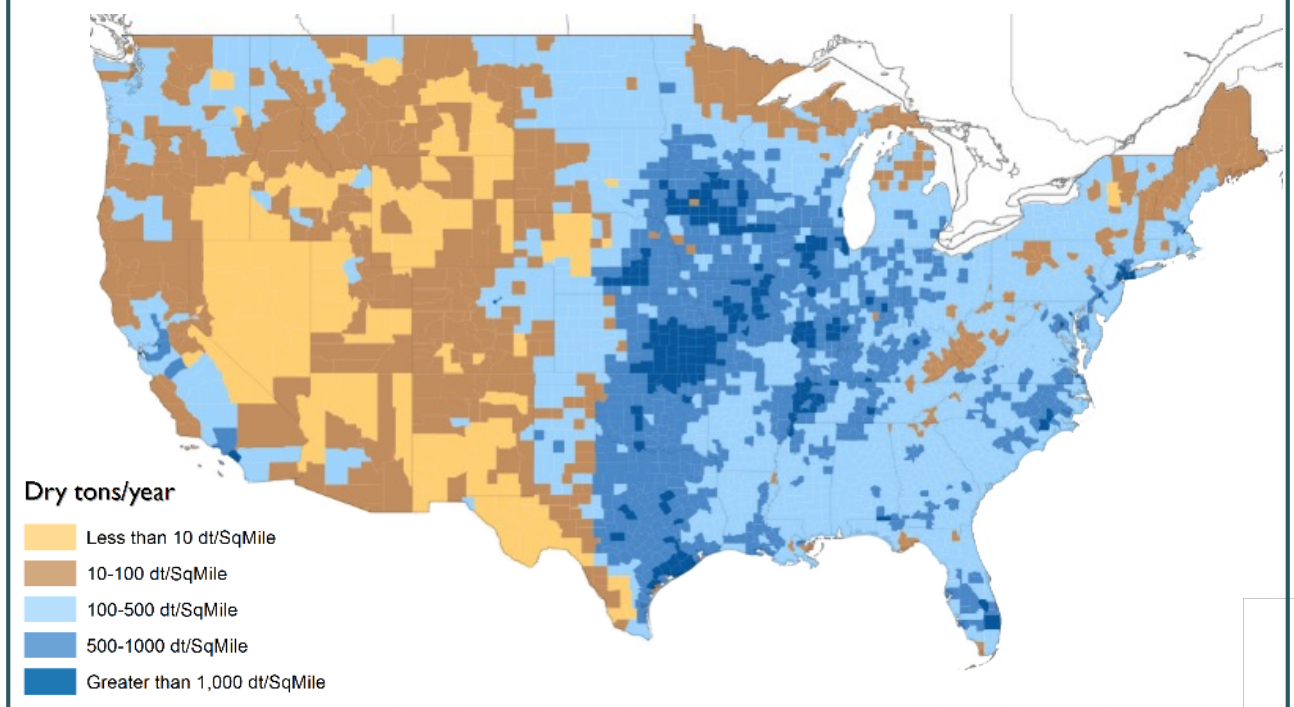 Dry tons/year
Less than 10 dt/SqMile
10-100 dt/SqMile
100-500 dt/SqMile
500-1000 dt/SqMile
Greater than 1,000 dt/SqMile